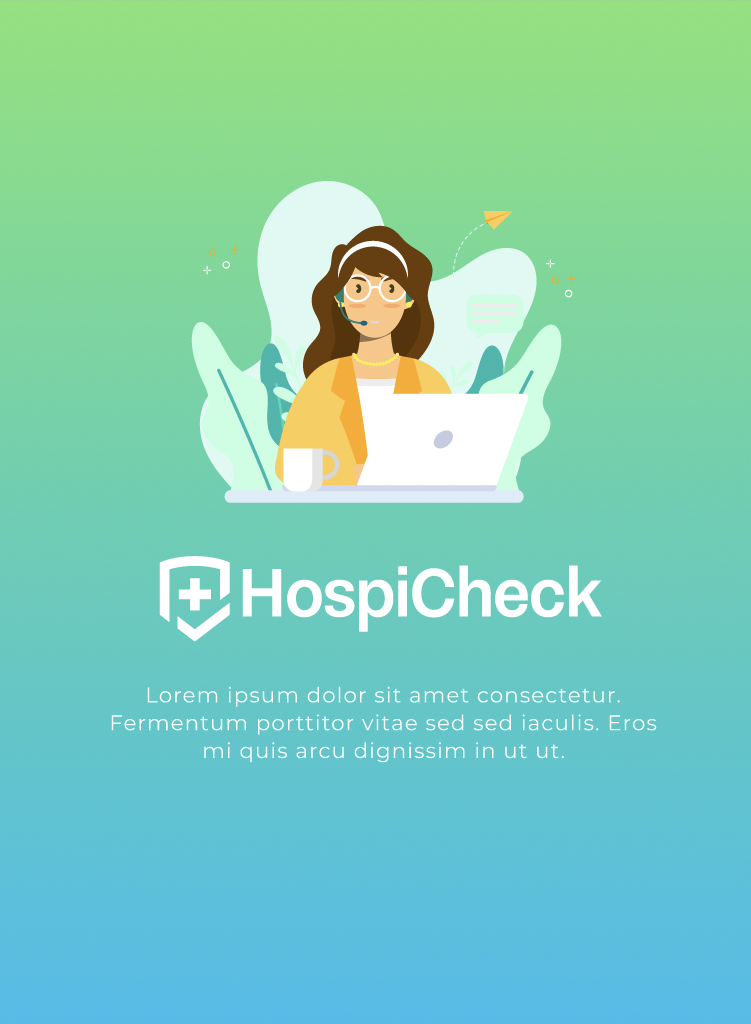 HospiCheck
Lorem ipsum dolor sit amet consectetur.
Fermentum porttitor vitae sed sed iaculis. Eros
mi quis arcu dignissim in ut ut.